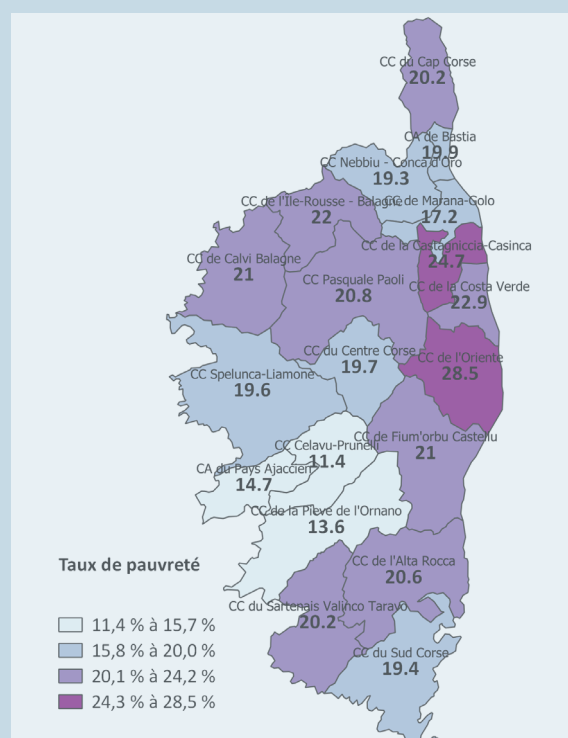 CC du Cap Corse
20.2
CA de Bastia
19.9
CC Nebbiu - Conca d'Oro
19.3
CC de l'Ile-Rousse - Balagne
22
CC de Marana-Golo
17.2
CC de la Castagniccia-Casinca
24.7
CC de Calvi Balagne
21
CC Pasquale Paoli
20.8
CC de la Costa Verde
22.9
CC du Centre Corse
19.7
CC de l'Oriente
28.5
CC Spelunca-Liamone
19.6
CC de Fium'orbu Castellu
21
CC Celavu-Prunelli
11.4
CA du Pays Ajaccien
14.7
CC de la Pieve de l'Ornano
13.6
CC de l'Alta Rocca
20.6
CC du Sartenais Valinco Taravo
20.2
CC du Sud Corse
19.4
Taux de pauvreté
11,4 % à 15,7 %
15,8 % à 20,0 %
20,1 % à 24,2 %
24,3 % à 28,5 %